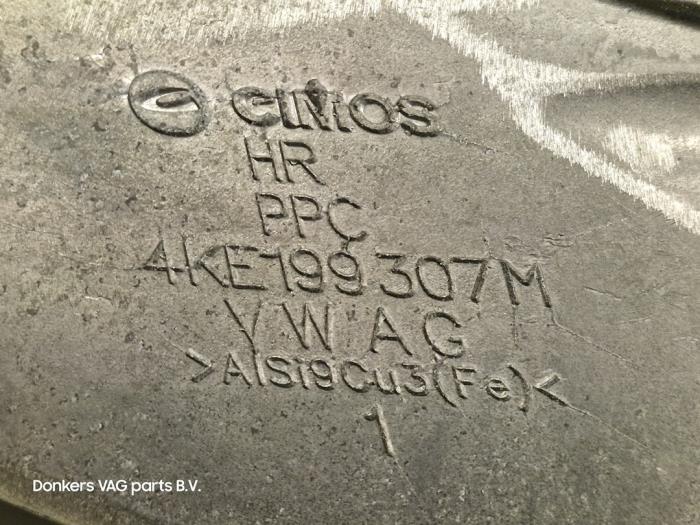 CIMOS
HR
PPC
4KE199307M
VW AG
>AlSi9Cu3(Fe)<
1
Donkers VAG parts B.V.